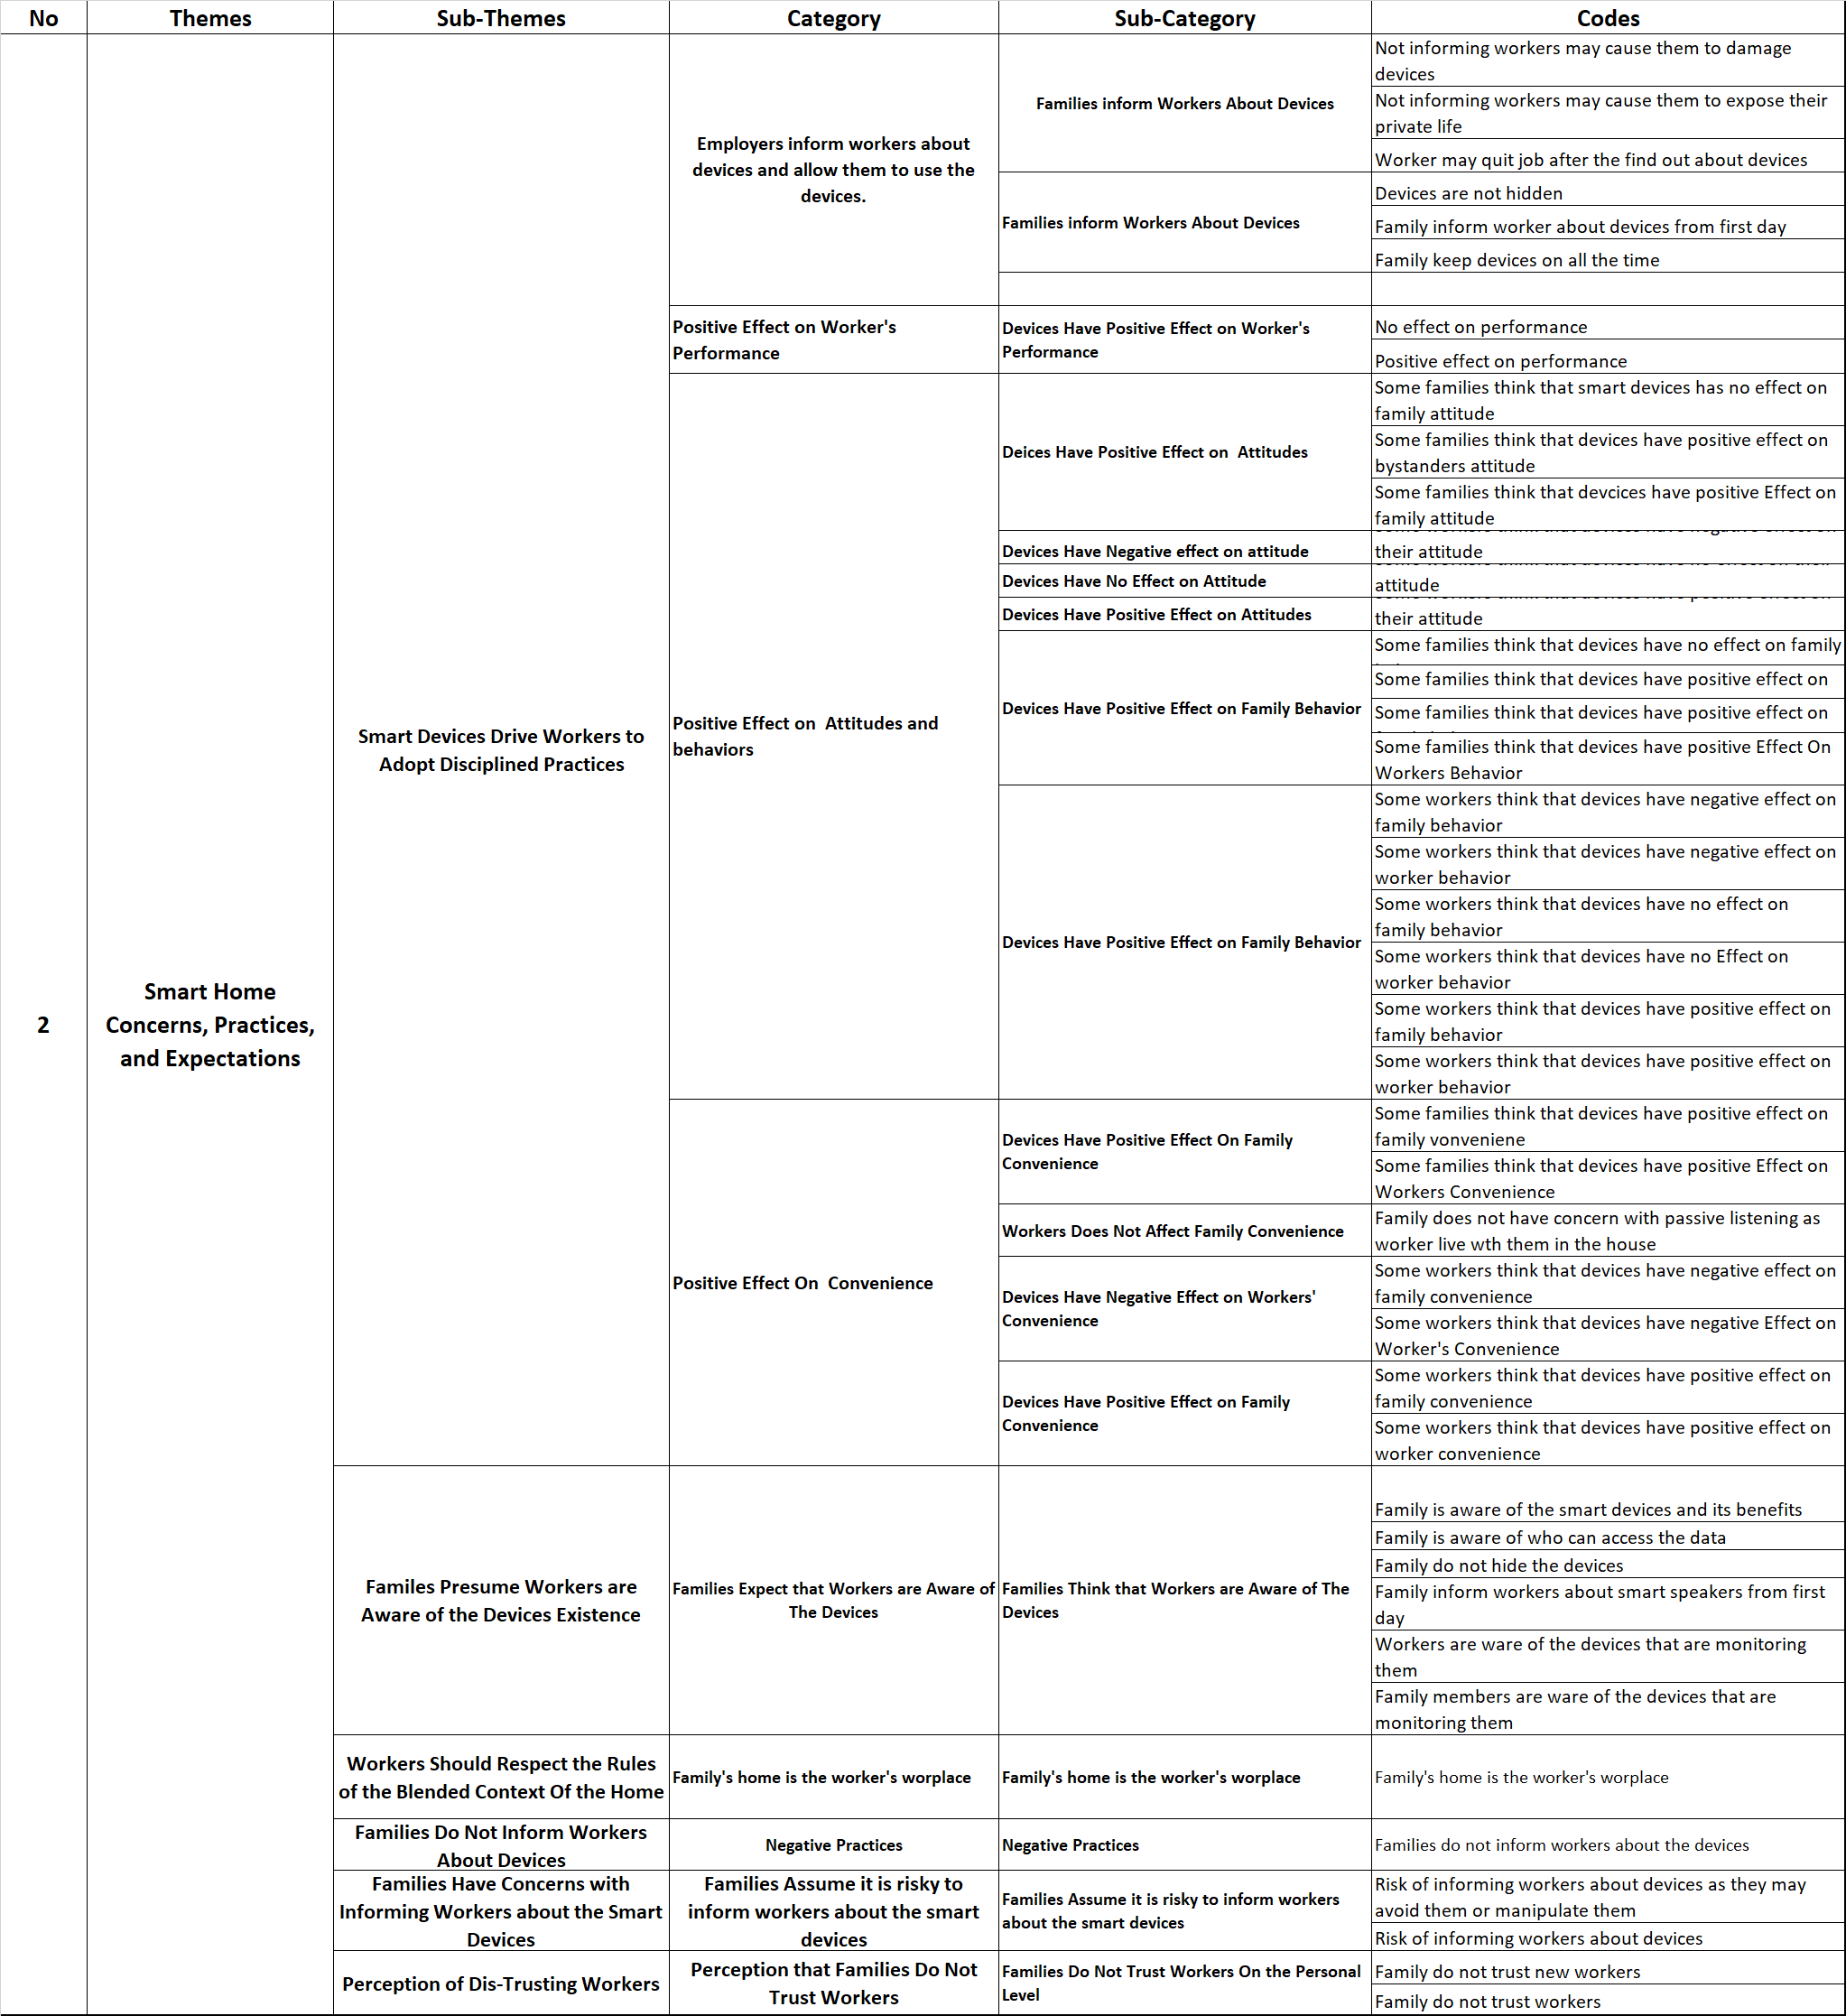 No Themes Sub-Themes Category Sub-Category Codes
2
Smart Home
Concerns, Practices,
and Expectations
Smart Devices Drive Workers to
Adopt Disciplined Practices
Employers inform workers about
devices and allow them to use the
devices.
Families inform Workers About Devices
Not informing workers may cause them to damage
devices
Not informing workers may cause them to expose their
private life
Worker may quit job after the find out about devices
Families inform Workers About Devices
Devices are not hidden
Family inform worker about devices from first day
Family keep devices on all the time
Positive Effect on Worker's
Performance
Devices Have Positive Effect on Worker's
Performance
No effect on performance
Positive effect on performance
Positive Effect on  Attitudes and
behaviors
Deices Have Positive Effect on  Attitudes
Some families think that smart devices has no effect on
family attitude
Some families think that devices have positive effect on
bystanders attitude
Some families think that devcices have positive Effect on
family attitude
Devices Have Negative effect on attitude
their attitude
Devices Have No Effect on Attitude
attitude
Devices Have Positive Effect on Attitudes
their attitude
Devices Have Positive Effect on Family Behavior
Some families think that devices have no effect on family
Some families think that devices have positive effect on
Some families think that devices have positive effect on
Some families think that devices have positive Effect On
Workers Behavior
Devices Have Positive Effect on Family Behavior
Some workers think that devices have negative effect on
family behavior
Some workers think that devices have negative effect on
worker behavior
Some workers think that devices have no effect on
family behavior
Some workers think that devices have no Effect on
worker behavior
Some workers think that devices have positive effect on
family behavior
Some workers think that devices have positive effect on
worker behavior
Positive Effect On  Convenience
Devices Have Positive Effect On Family
Convenience
Some families think that devices have positive effect on
family vonveniene
Some families think that devices have positive Effect on
Workers Convenience
Workers Does Not Affect Family Convenience
Family does not have concern with passive listening as
worker live wth them in the house
Devices Have Negative Effect on Workers'
Convenience
Some workers think that devices have negative effect on
family convenience
Some workers think that devices have negative Effect on
Worker's Convenience
Devices Have Positive Effect on Family
Convenience
Some workers think that devices have positive effect on
family convenience
Some workers think that devices have positive effect on
worker convenience
Familes Presume Workers are
Aware of the Devices Existence
Families Expect that Workers are Aware of
The Devices
Families Think that Workers are Aware of The
Devices
Family is aware of the smart devices and its benefits
Family is aware of who can access the data
Family do not hide the devices
Family inform workers about smart speakers from first
day
Workers are ware of the devices that are monitoring
them
Family members are ware of the devices that are
monitoring them
Workers Should Respect the Rules
of the Blended Context Of the Home
Family's home is the worker's worplace
Family's home is the worker's worplace
Family's home is the worker's worplace
Families Do Not Inform Workers
About Devices
Negative Practices
Negative Practices
Families do not inform workers about the devices
Families Have Concerns with
Informing Workers about the Smart
Devices
Families Assume it is risky to
inform workers about the smart
devices
Families Assume it is risky to inform workers
about the smart devices
Risk of informing workers about devices as they may
avoid them or manipulate them
Risk of informing workers about devices
Perception of Dis-Trusting Workers
Perception that Families Do Not
Trust Workers
Families Do Not Trust Workers On the Personal
Level
Family do not trust new workers
Family do not trust workers